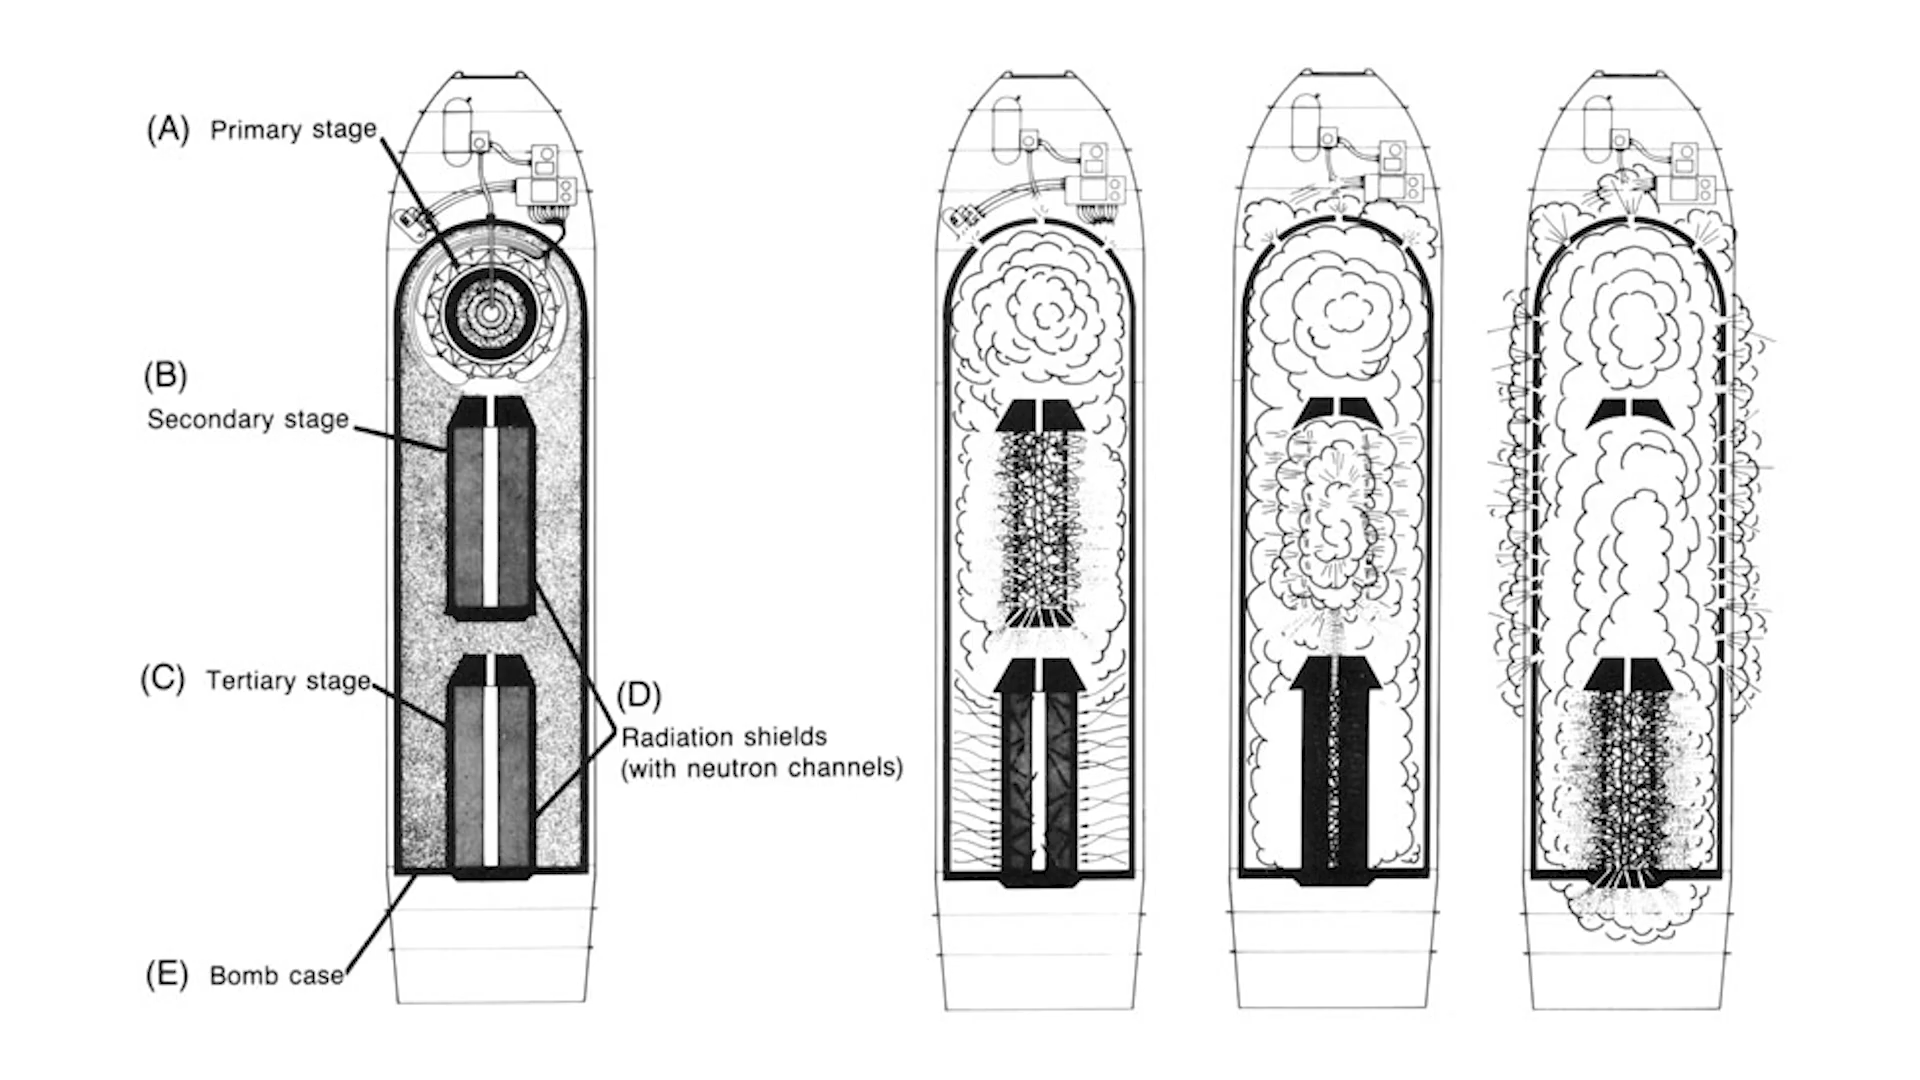 (A) Primary stage
(B)
Secondary stage
(C) Tertiary stage
(D)
Radiation shields
(with neutron channels)
(E) Bomb case